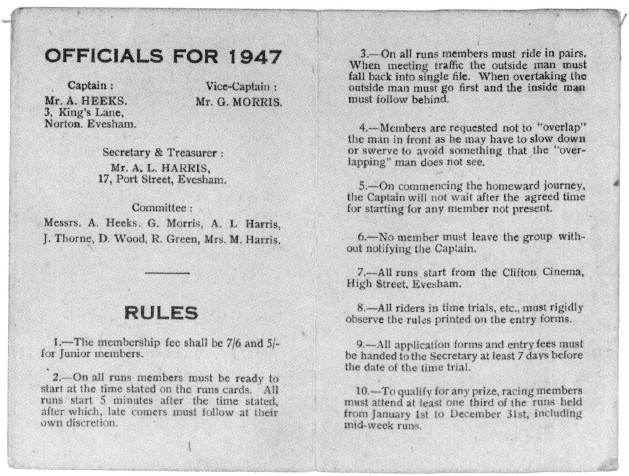 OFFICIALS FOR 1947
Captain :
Mr. A. HEEKS.
3, King's Lane,
Norton. Evesham.
Vice-Captain :
Mr. G. MORRIS.
Secretary & Treasurer :
Mr. A. L. HARRIS,
17, Port Street, Evesham.
Committee :
Messrs. A. Heeks. G. Morris, A. L Harris,
J. Thorne, D. Wood, R. Green, Mrs. M. Harris.
RULES
1.—The membership fee shall be 7/6 and 5/-
for Junior members.
2.—On all runs members must be ready to
start at the time stated on the runs cards. All
runs start 5 minutes after the time stated,
after which, late comers must follow at their
own discretion.
3.—On all runs members must ride in pairs.
When meeting traffic the outside man must
fall back into single file. When overtaking the
outside man must go first and the inside man
must follow behind.
4.—Members are requested not to "overlap"
the man in front as he may have to slow down
or swerve to avoid something that the "over-
lapping" man does not see.
5.—On commencing the homeward journey,
the Captain will not wait after the agreed time
for starting for any member not present.
6.—No member must leave the group with-
out notifying the Captain.
7.—All runs start from the Clifton Cinema,
High Street, Evesham.
8.—All riders in time trials, etc., must rigidly
observe the rules printed on the entry forms.
9.—All application forms and entry fees must
be handed to the Secretary at least 7 days before
the date of the time trial.
10.—To qualify for any prize, racing members
must attend at least one third of the runs held
from January 1st to December 31st, including
mid-week runs.